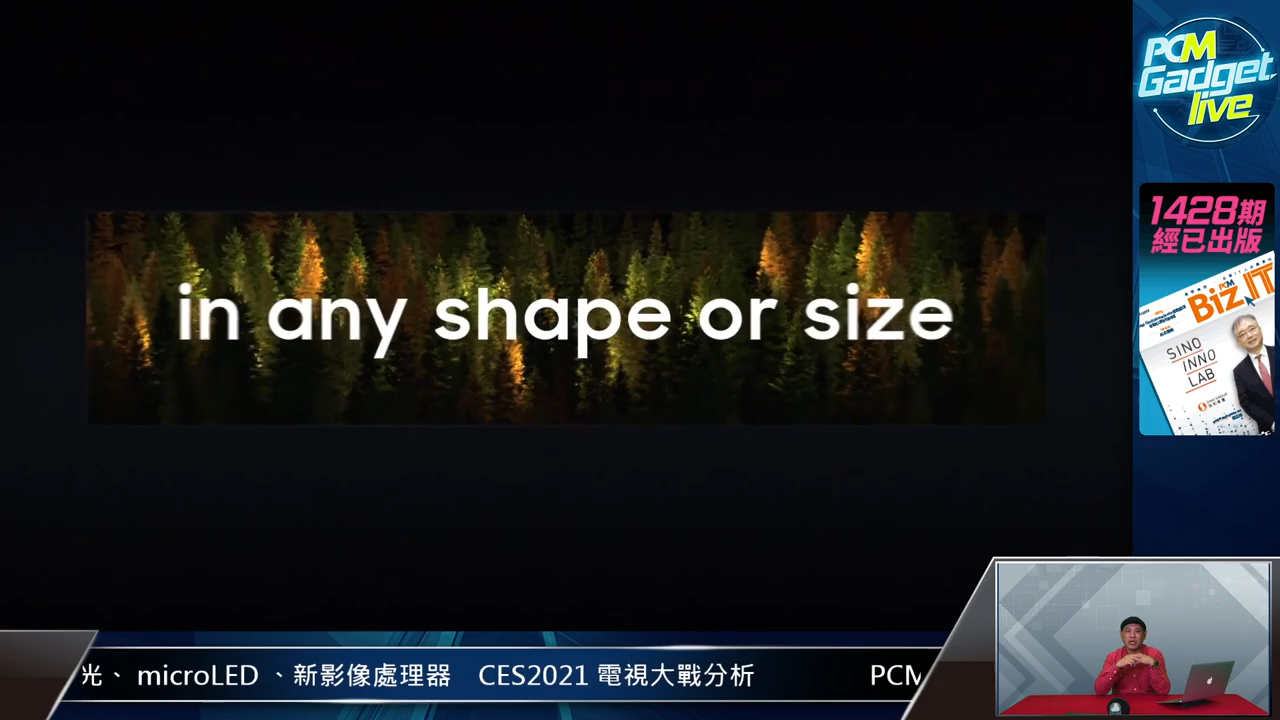 in any shape or size
PCM
Gadget
live
1428期
經已出版
PCM
Biz IT
SINO
INNO
LAB
光、 microLED 、新影像處理器 CES2021 電視大戰分析 PCM